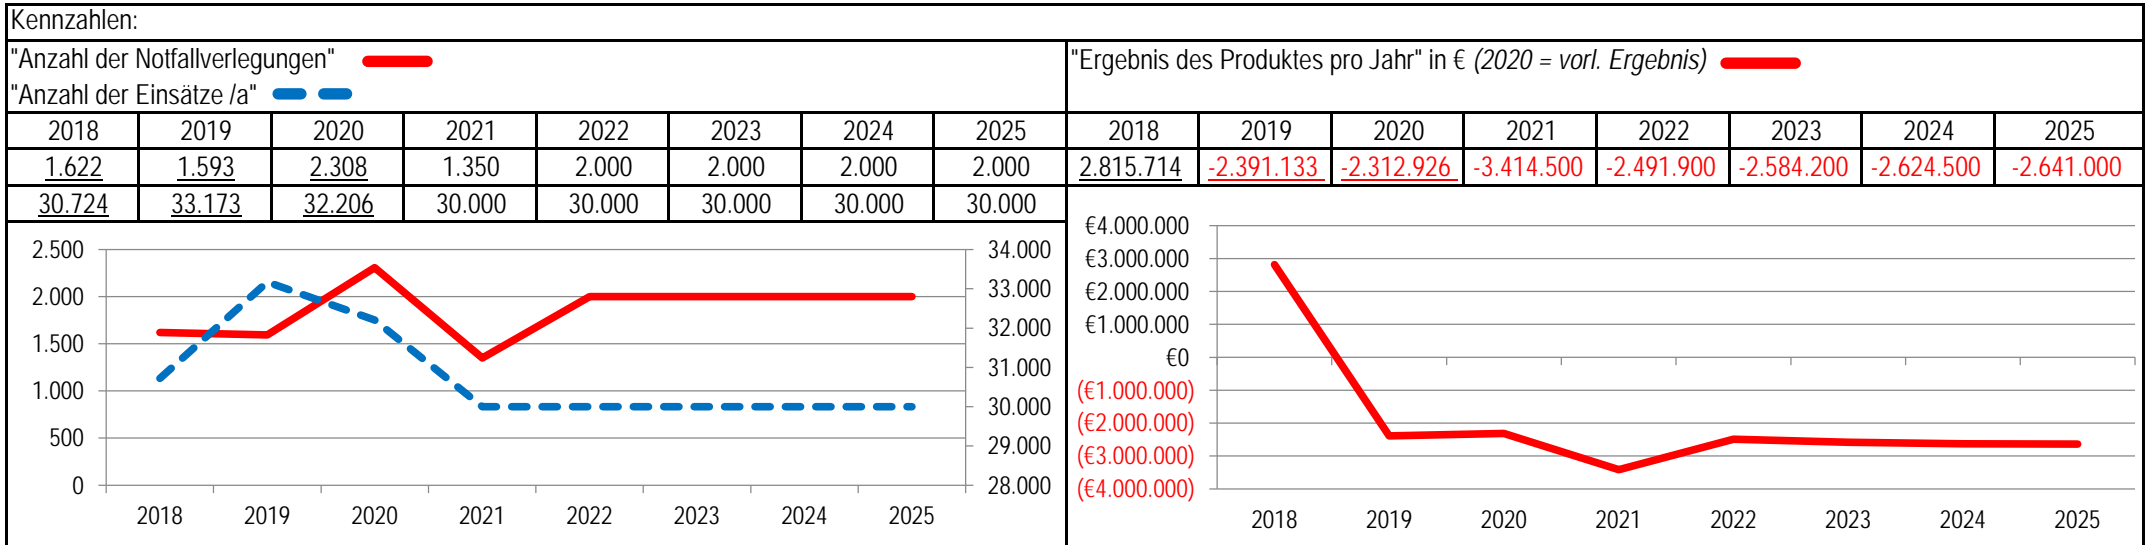 Kennzahlen:
"Anzahl der Notfallverlegungen"
"Anzahl der Einsätze /a"
2018 2019 2020 2021 2022 2023 2024 2025
1.622 1.593 2.308 1.350 2.000 2.000 2.000 2.000
30.724 33.173 32.206 30.000 30.000 30.000 30.000 30.000
2.500
2.000
1.500
1.000
500
0
34.000
33.000
32.000
31.000
30.000
29.000
28.000
2018 2019 2020 2021 2022 2023 2024 2025
"Ergebnis des Produktes pro Jahr" in € (2020 = vorl. Ergebnis)
2018 2019 2020 2021 2022 2023 2024 2025
2.815.714 -2.391.133 -2.312.926 -3.414.500 -2.491.900 -2.584.200 -2.624.500 -2.641.000
€4.000.000
€3.000.000
€2.000.000
€1.000.000
€0
(€1.000.000)
(€2.000.000)
(€3.000.000)
(€4.000.000)
2018 2019 2020 2021 2022 2023 2024 2025